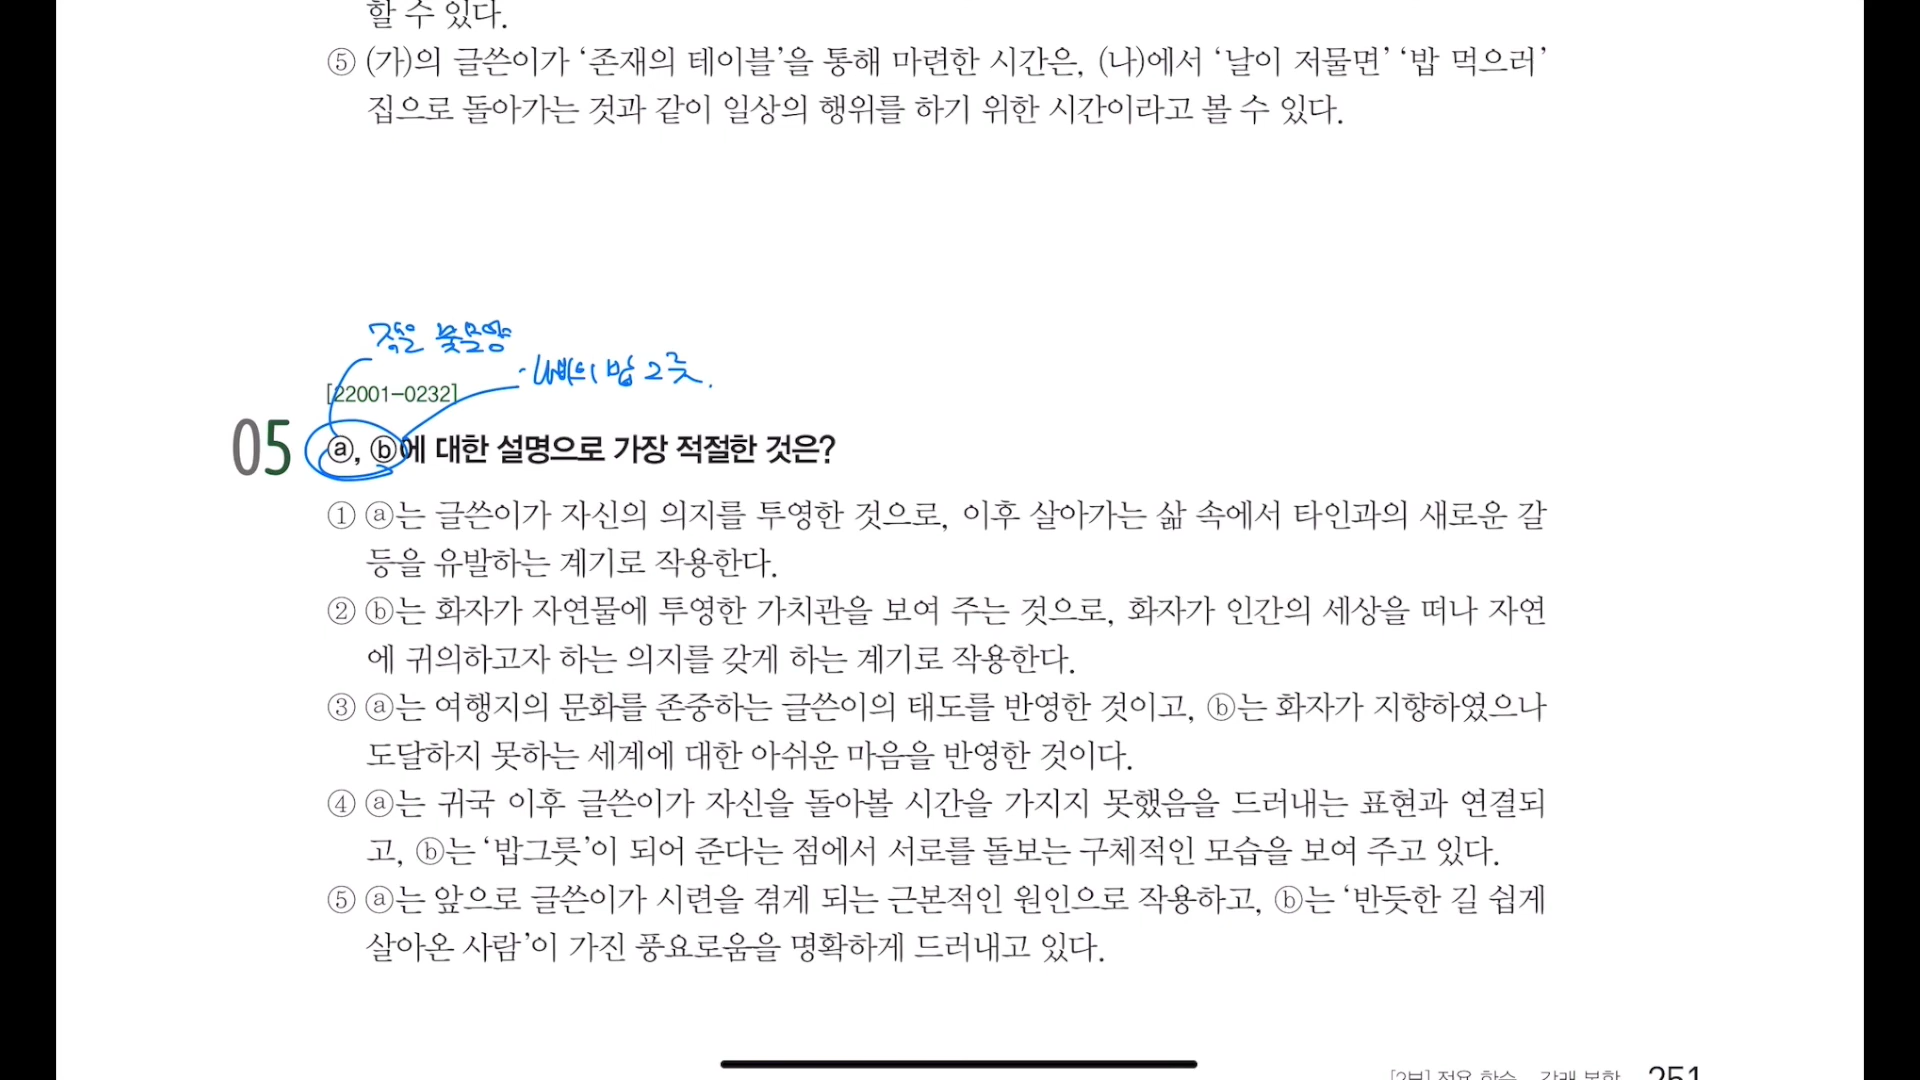 할 수 있다.
⑤ (가)의 글쓴이가 ‘존재의 테이블’을 통해 마련한 시간은, (나)에서 ‘날이 저물면’ ‘밥 먹으러’
집으로 돌아가는 것과 같이 일상의 행위를 하기 위한 시간이라고 볼 수 있다.
작은 붓모양
밥 그릇.
[22001-0232]
05 ⓐ, ⓑ에 대한 설명으로 가장 적절한 것은?
① ⓐ는 글쓴이가 자신의 의지를 투영한 것으로, 이후 살아가는 삶 속에서 타인과의 새로운 갈
등을 유발하는 계기로 작용한다.
② ⓑ는 화자가 자연물에 투영한 가치관을 보여 주는 것으로, 화자가 인간의 세상을 떠나 자연
에 귀의하고자 하는 의지를 갖게 하는 계기로 작용한다.
③ ⓐ는 여행지의 문화를 존중하는 글쓴이의 태도를 반영한 것이고, ⓑ는 화자가 지향하였으나
도달하지 못하는 세계에 대한 아쉬운 마음을 반영한 것이다.
④ ⓐ는 귀국 이후 글쓴이가 자신을 돌아볼 시간을 가지지 못했음을 드러내는 표현과 연결되
고, ⓑ는 ‘밥그릇’이 되어 준다는 점에서 서로를 돌보는 구체적인 모습을 보여 주고 있다.
⑤ ⓐ는 앞으로 글쓴이가 시련을 겪게 되는 근본적인 원인으로 작용하고, ⓑ는 ‘반듯한 길 쉽게
살아온 사람’이 가진 풍요로움을 명확하게 드러내고 있다.
[2부] 적용 학습 갈래 복합 251